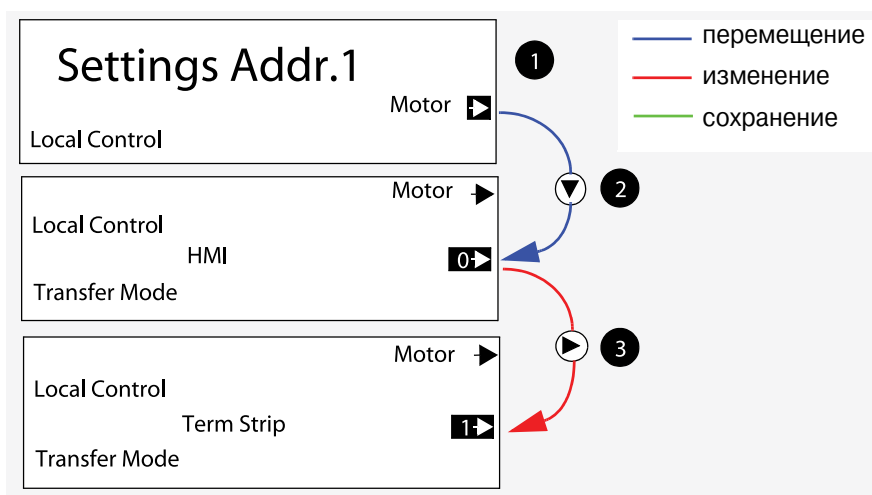 Settings Addr.1
Motor
Local Control
1
перемещение
изменение
сохранение
Motor
Local Control
HMI 0
Transfer Mode
2
Motor
Local Control
Term Strip 1
Transfer Mode
3